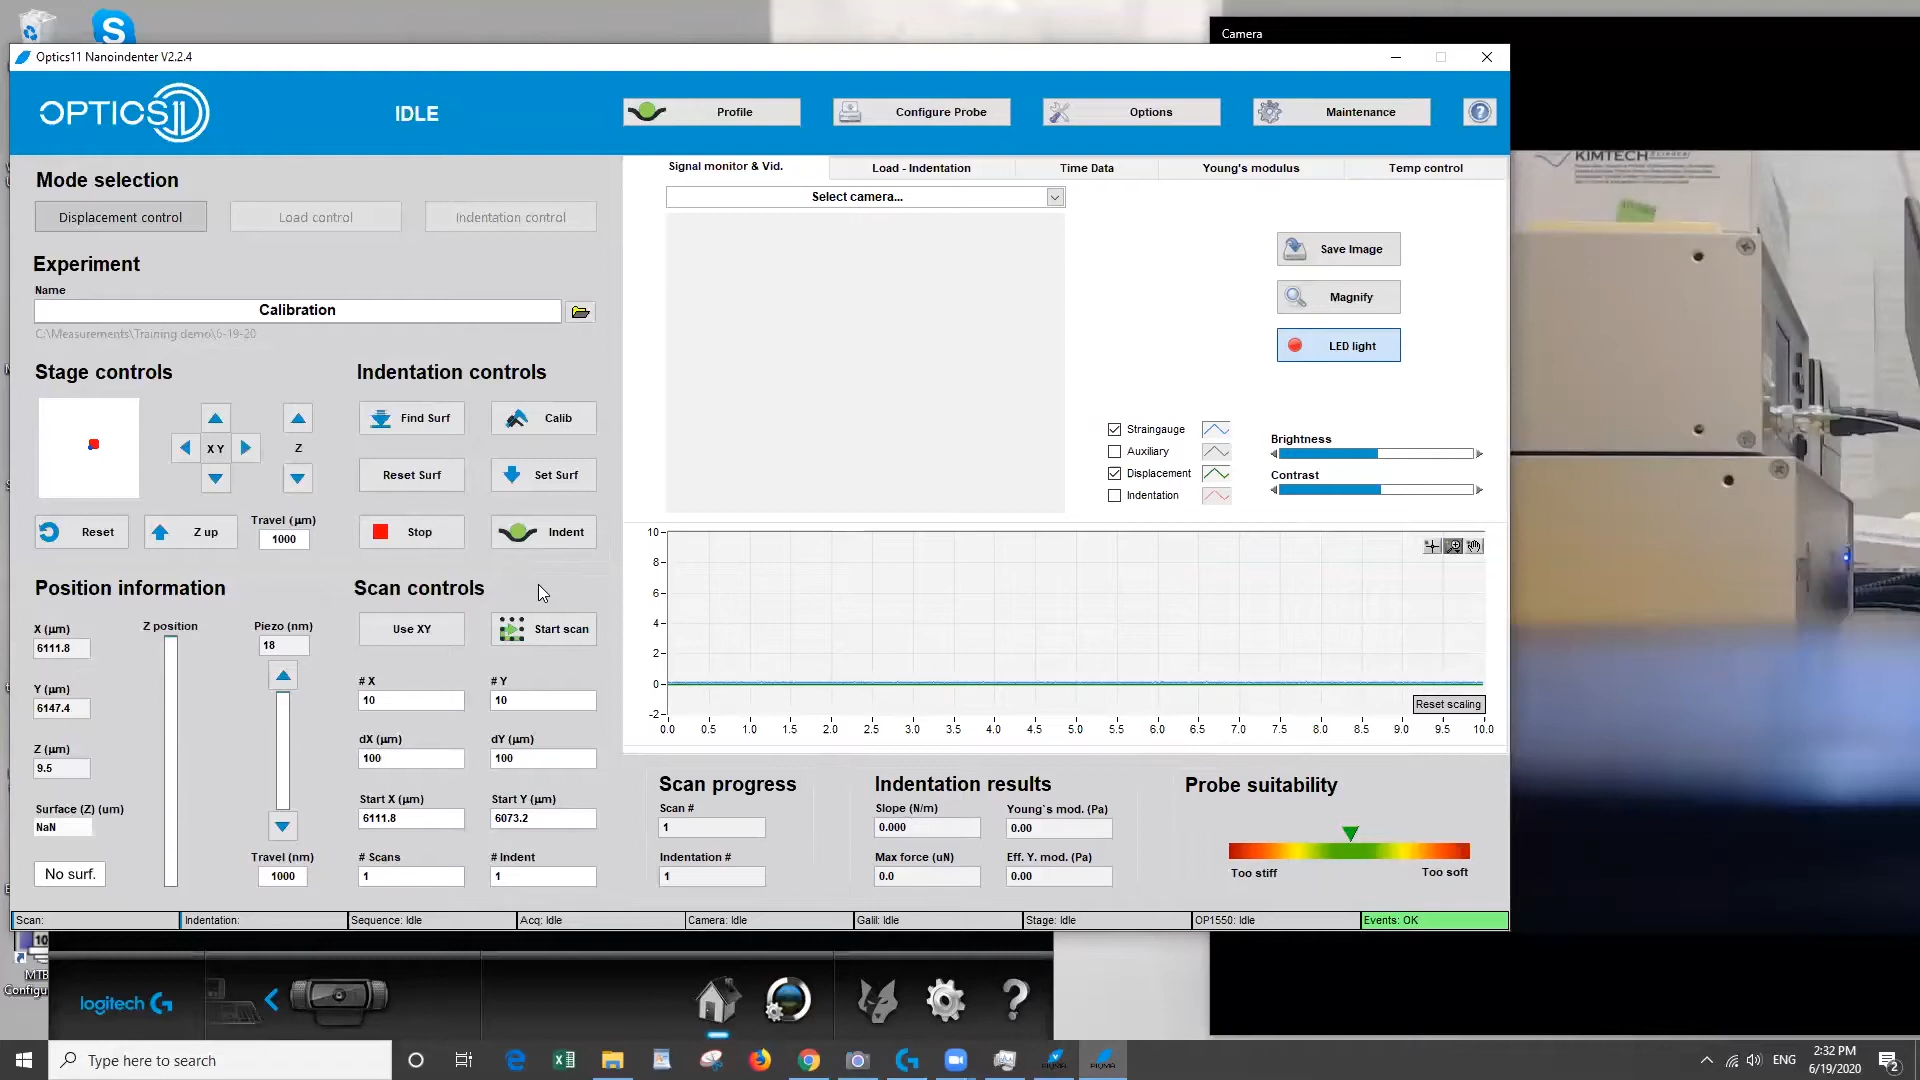 Camera
Optics11 Nanoindenter V2.2.4
OPTICS11
IDLE
Profile
Configure Probe
Options
Maintenance
Mode selection
Displacement control
Load control
Indentation control
Experiment
Name
Calibration
C:\Measurements\Training demo\6-19-20
Stage controls
XY
Z
Reset
Z up
Travel (µm)
1000
Indentation controls
Find Surf
Calib
Reset Surf
Set Surf
Stop
Indent
Position information
X (µm)
6111.8
Y (µm)
6147.4
Z (µm)
9.5
Surface (Z) (um)
NaN
No surf.
Z position
Piezo (nm)
18
Travel (nm)
1000
Scan controls
Use XY
Start scan
# X
10
# Y
10
dX (µm)
100
dY (µm)
100
Start X (µm)
6111.8
Start Y (µm)
6073.2
# Scans
1
# Indent
1
Signal monitor & Vid.
Load - Indentation
Time Data
Young's modulus
Temp control
Select camera...
Save Image
Magnify
LED light
Straingauge
Auxiliary
Displacement
Indentation
Brightness
Contrast
10
8
6
4
2
0
-2
0.0 0.5 1.0 1.5 2.0 2.5 3.0 3.5 4.0 4.5 5.0 5.5 6.0 6.5 7.0 7.5 8.0 8.5 9.0 9.5 10.0
Reset scaling
Scan progress
Scan #
1
Indentation #
1
Indentation results
Slope (N/m)
0.000
Young`s mod. (Pa)
0.00
Max force (uN)
0.0
Eff. Y. mod. (Pa)
0.00
Probe suitability
Too stiff
Too soft
Scan:
Indentation:
Sequence: Idle
Acq: Idle
Camera: Idle
Galil: Idle
Stage: Idle
OP1550: Idle
Events: OK
KIMTECH
MTB
Configu
logitech G
Type here to search
PIUMA
PIUMA
ENG
2:32 PM
6/19/2020
2